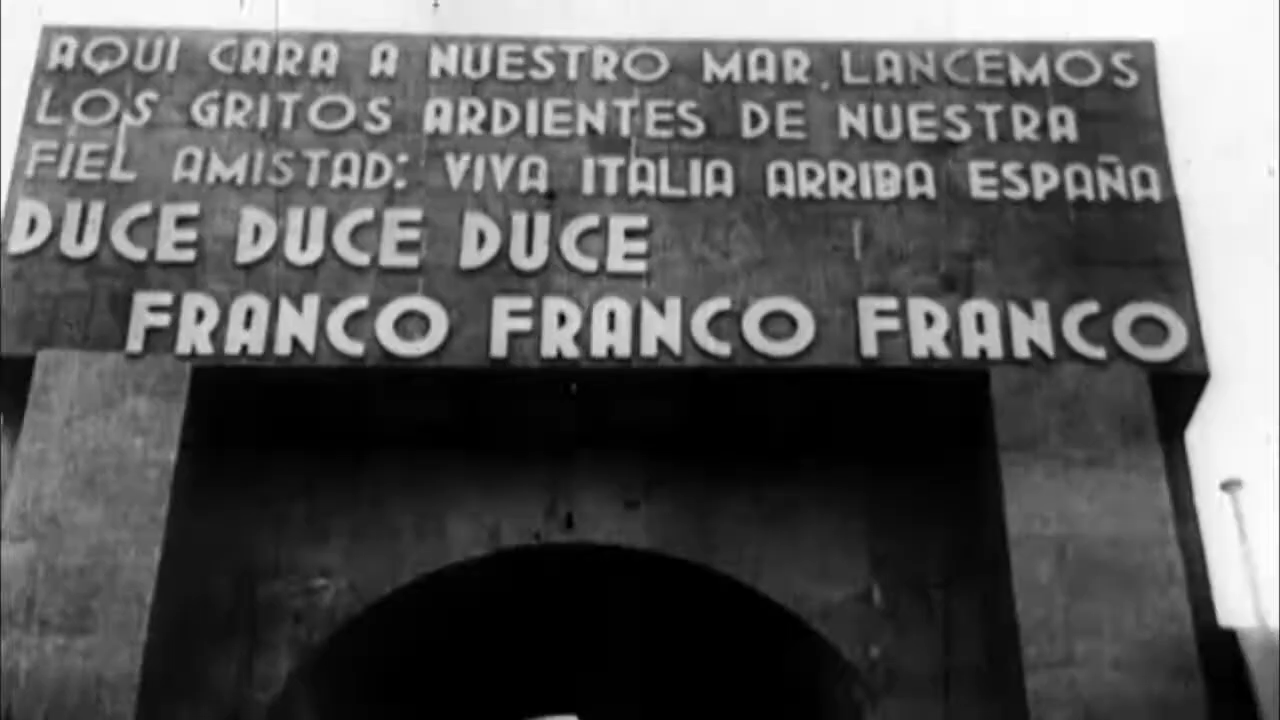 AQUI CARA A NUESTRO MAR, LANCEMOS
LOS GRITOS ARDIENTES DE NUESTRA
FIEL AMISTAD: VIVA ITALIA ARRIBA ESPAÑA
DUCE DUCE DUCE
FRANCO FRANCO FRANCO